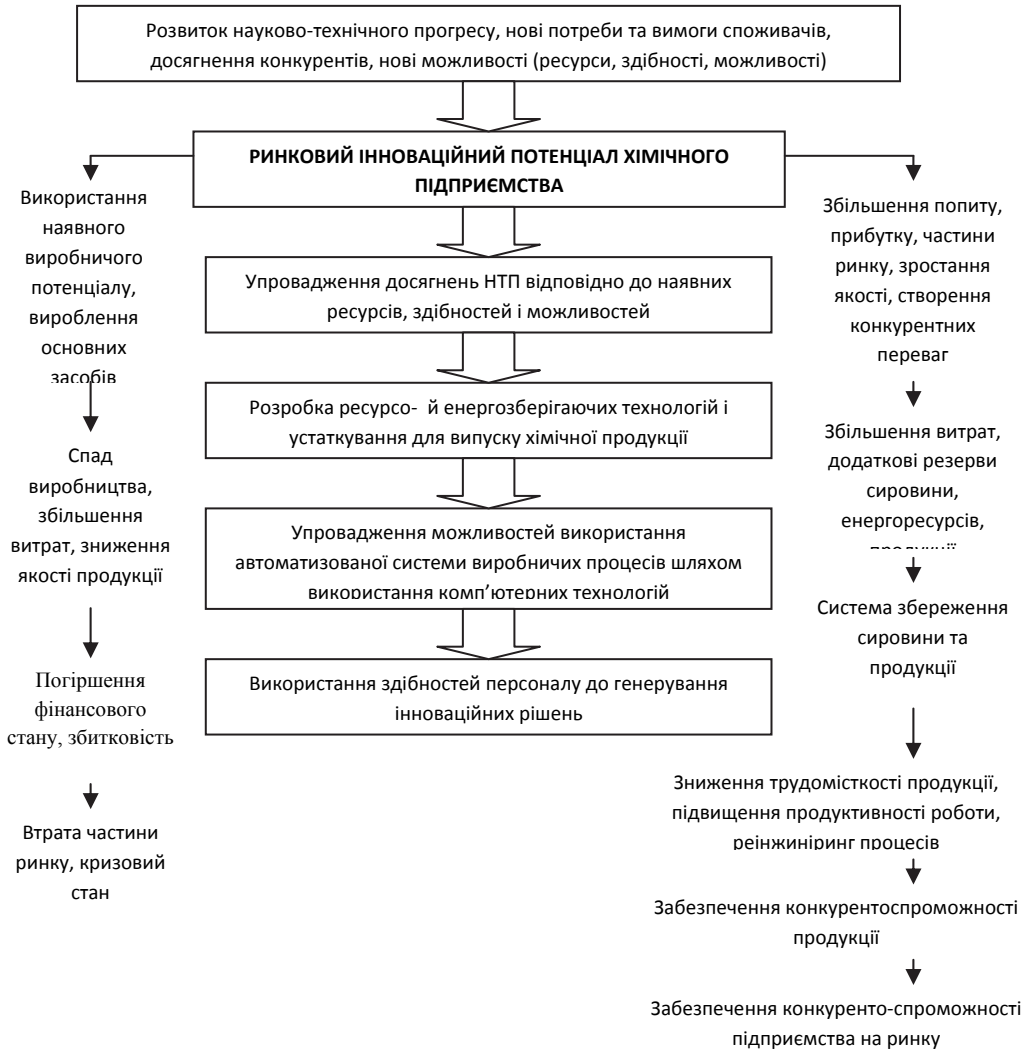 Розвиток науково-технічного прогресу, нові потреби та вимоги споживачів,
досягнення конкурентів, нові можливості (ресурси, здібності, можливості)
РИНКОВИЙ ІННОВАЦІЙНИЙ ПОТЕНЦІАЛ ХІМІЧНОГО
ПІДПРИЄМСТВА
Використання
наявного
виробничого
потенціалу,
вироблення
основних
засобів
Спад
виробництва,
збільшення
витрат, зниження
якості продукції
Погіршення
фінансового
стану, збитковість
Втрата частини
ринку, кризовий
стан
Упровадження досягнень НТП відповідно до наявних
ресурсів, здібностей і можливостей
Розробка ресурсо- й енергозберігаючих технологій і
устаткування для випуску хімічної продукції
Упровадження можливостей використання
автоматизованої системи виробничих процесів шляхом
використання комп’ютерних технологій
Використання здібностей персоналу до генерування
інноваційних рішень
Збільшення попиту,
прибутку, частини
ринку, зростання
якості, створення
конкурентних
переваг
Збільшення витрат,
додаткові резерви
сировини,
енергоресурсів,
Система збереження
сировини та
продукції
Зниження трудомісткості продукції,
підвищення продуктивності роботи,
реінжиніринг процесів
Забезпечення конкурентоспроможності
продукції
Забезпечення конкуренто-спроможності
підприємства на ринку